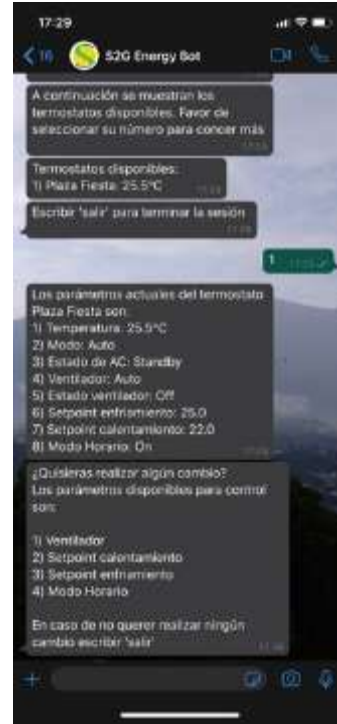 17:29
16
S2G Energy Bot
A continuación se muestran los
termostatos disponibles. Favor de
seleccionar su número para concer más
Termostatos disponibles:
1) Plaza Fiesta: 25.5°C
Escribir 'salir' para terminar la sesión
1
Los parámetros actuales del termostato
Plaza Fiesta son:
1) Temperatura: 25.5°C
2) Modo: Auto
3) Estado de AC: Standby
4) Ventilador: Auto
5) Estado ventilador: Off
6) Setpoint enfriamiento: 25.0
7) Setpoint calentamiento: 22.0
8) Modo Horario: On
¿Quisieras realizar algún cambio?
Los parámetros disponibles para control
son:
1) Ventilador
2) Setpoint calentamiento
3) Setpoint enfriamiento
4) Modo Horario
En caso de no querer realizar ningún
cambio escribir 'salir'